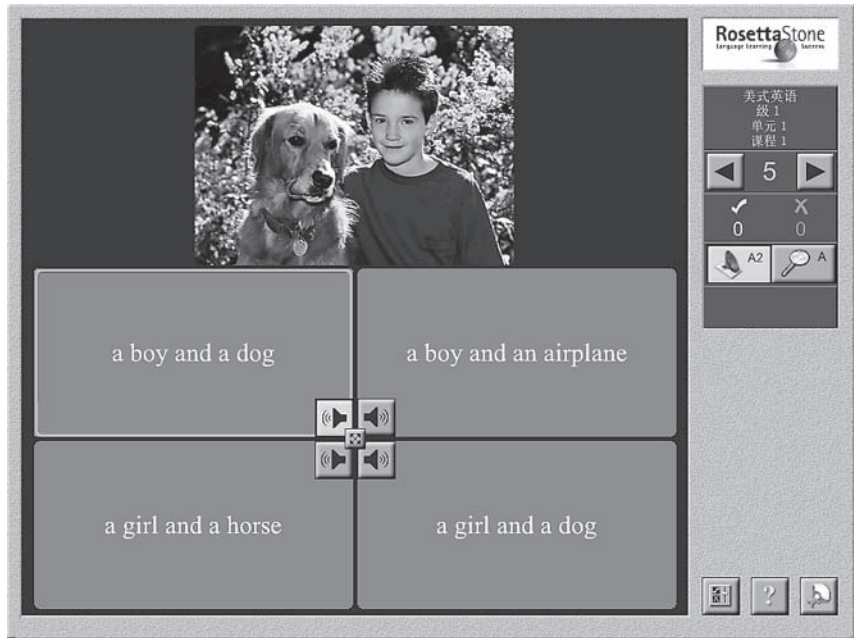 RosettaStone
Language Learning Success
美式英语
级 1
单元 1
课程 1
5
0 0
A2 A
a boy and a dog
a boy and an airplane
a girl and a horse
a girl and a dog
?